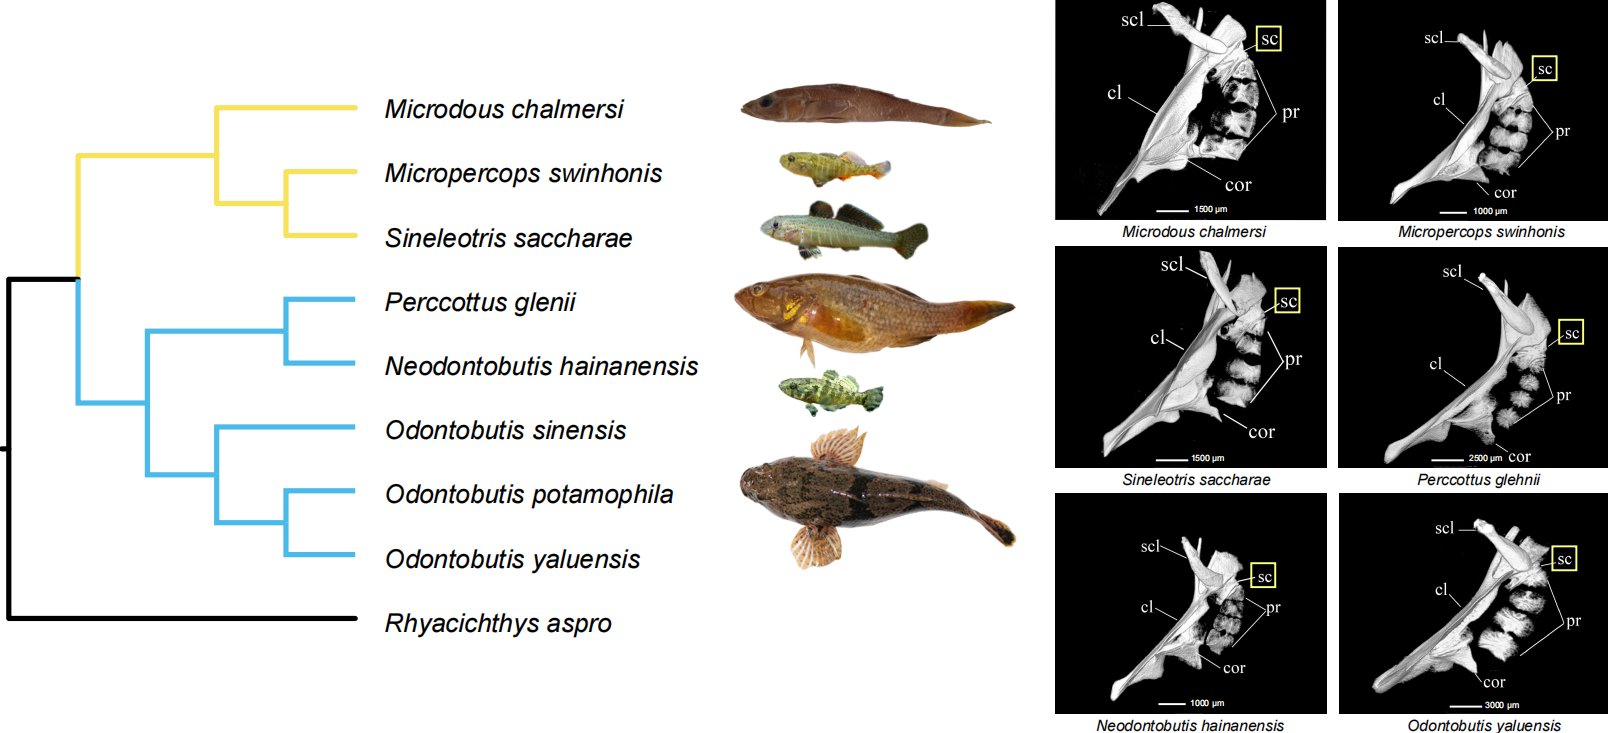 Microdous chalmersi
Micropercops swinhonis
Sineleotris saccharae
Perccottus glenii
Neodontobutis hainanensis
Odontobutis sinensis
Odontobutis potamophila
Odontobutis yaluensis
Rhyacichthys aspro
scl
sc
cl
pr
cor
1500 µm
Microdous chalmersi
scl
sc
cl
pr
cor
1000 µm
Micropercops swinhonis
scl
sc
cl
pr
cor
1500 µm
Sineleotris saccharae
scl
sc
cl
pr
cor
2500 µm
Perccottus glehnii
scl
sc
cl
pr
cor
1000 µm
Neodontobutis hainanensis
scl
sc
cl
pr
cor
3000 µm
Odontobutis yaluensis